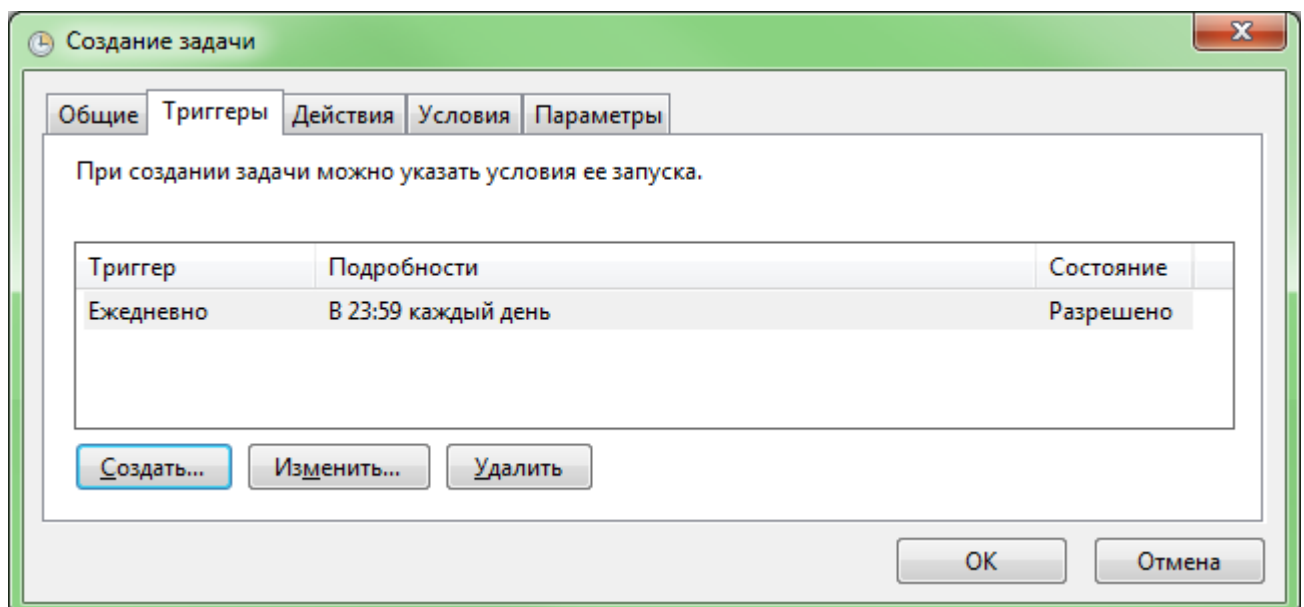 Создание задачи
Общие Триггеры Действия Условия Параметры
При создании задачи можно указать условия ее запуска.
Триггер Подробности Состояние
Ежедневно В 23:59 каждый день Разрешено
Создать... Изменить... Удалить
ОК Отмена